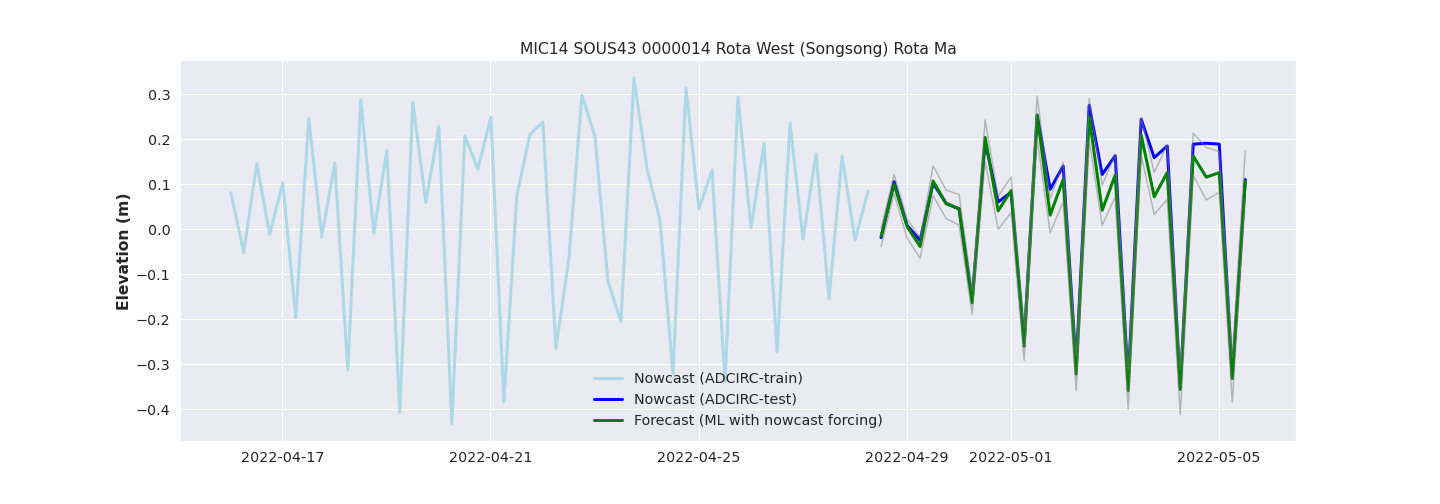 MIC14 SOUS43 0000014 Rota West (Songsong) Rota Ma
Elevation (m)
0.3
0.2
0.1
0.0
−0.1
−0.2
−0.3
−0.4
Nowcast (ADCIRC-train)
Nowcast (ADCIRC-test)
Forecast (ML with nowcast forcing)
2022-04-17 2022-04-21 2022-04-25 2022-04-29 2022-05-01 2022-05-05